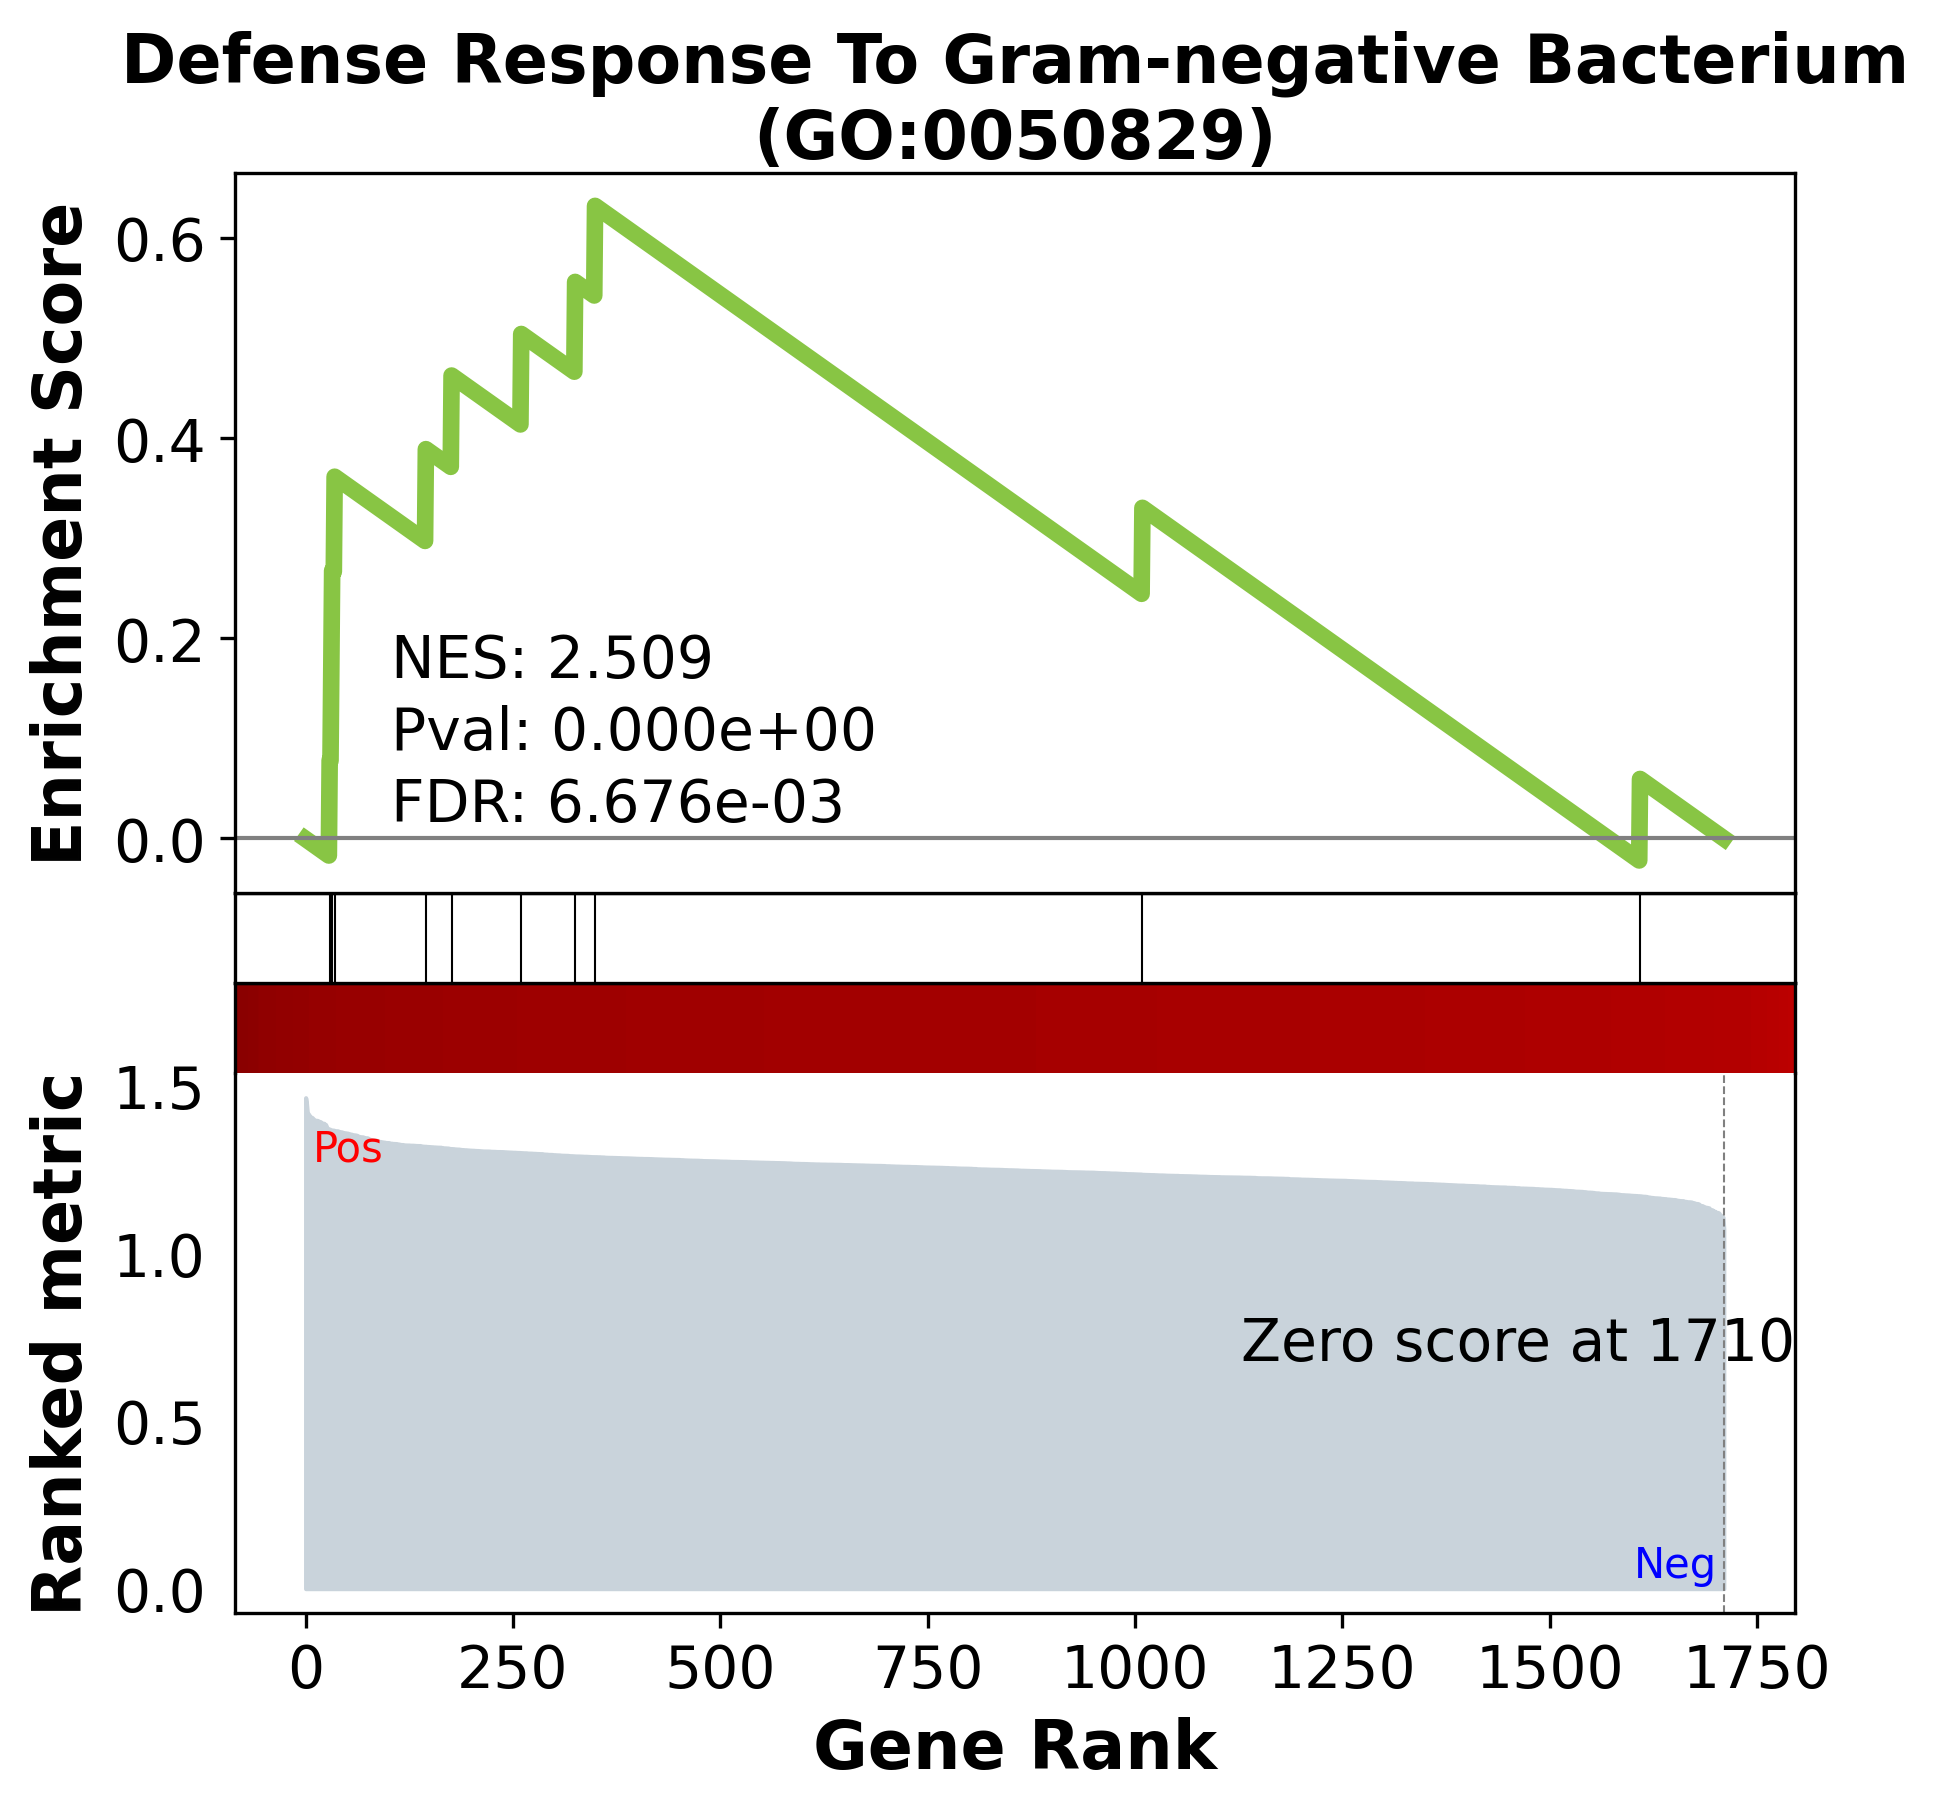 Defense Response To Gram-negative Bacterium
(GO:0050829)
Enrichment Score
0.6
0.4
0.2
0.0
NES: 2.509
Pval: 0.000e+00
FDR: 6.676e-03
Ranked metric
1.5
1.0
0.5
0.0
Pos
Zero score at 1710
Neg
0 250 500 750 1000 1250 1500 1750
Gene Rank